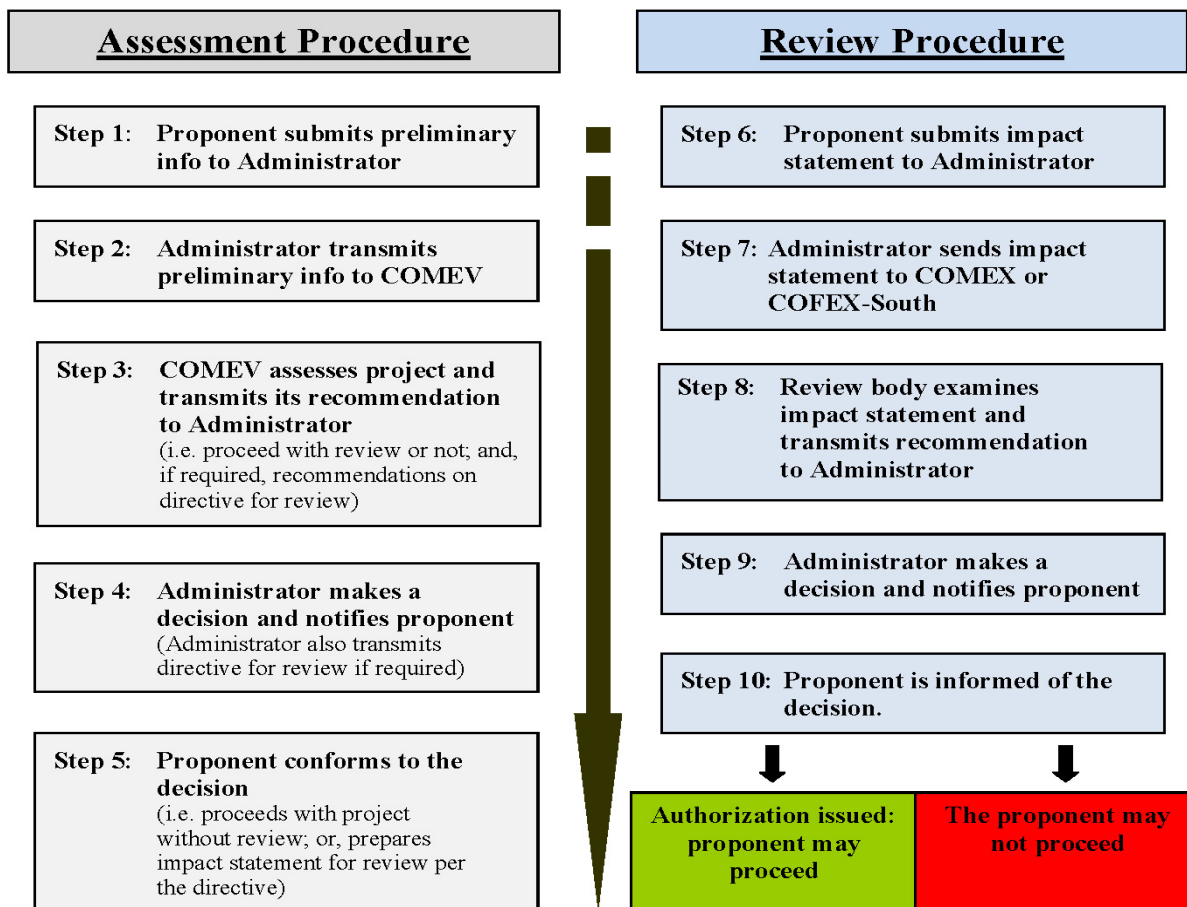 Assessment Procedure
Step 1: Proponent submits preliminary
info to Administrator
Step 2: Administrator transmits
preliminary info to COMEV
Step 3: COMEV assesses project and
transmits its recommendation
to Administrator
(i.e. proceed with review or not; and,
if required, recommendations on
directive for review)
Step 4: Administrator makes a
decision and notifies proponent
(Administrator also transmits
directive for review if required)
Step 5: Proponent conforms to the
decision
(i.e. proceeds with project
without review; or, prepares
impact statement for review per
the directive)
Review Procedure
Step 6: Proponent submits impact
statement to Administrator
Step 7: Administrator sends impact
statement to COMEX or
COFEX-South
Step 8: Review body examines
impact statement and
transmits recommendation
to Administrator
Step 9: Administrator makes a
decision and notifies proponent
Step 10: Proponent is informed of the
decision.
Authorization issued:
proponent may
proceed
The proponent may
not proceed